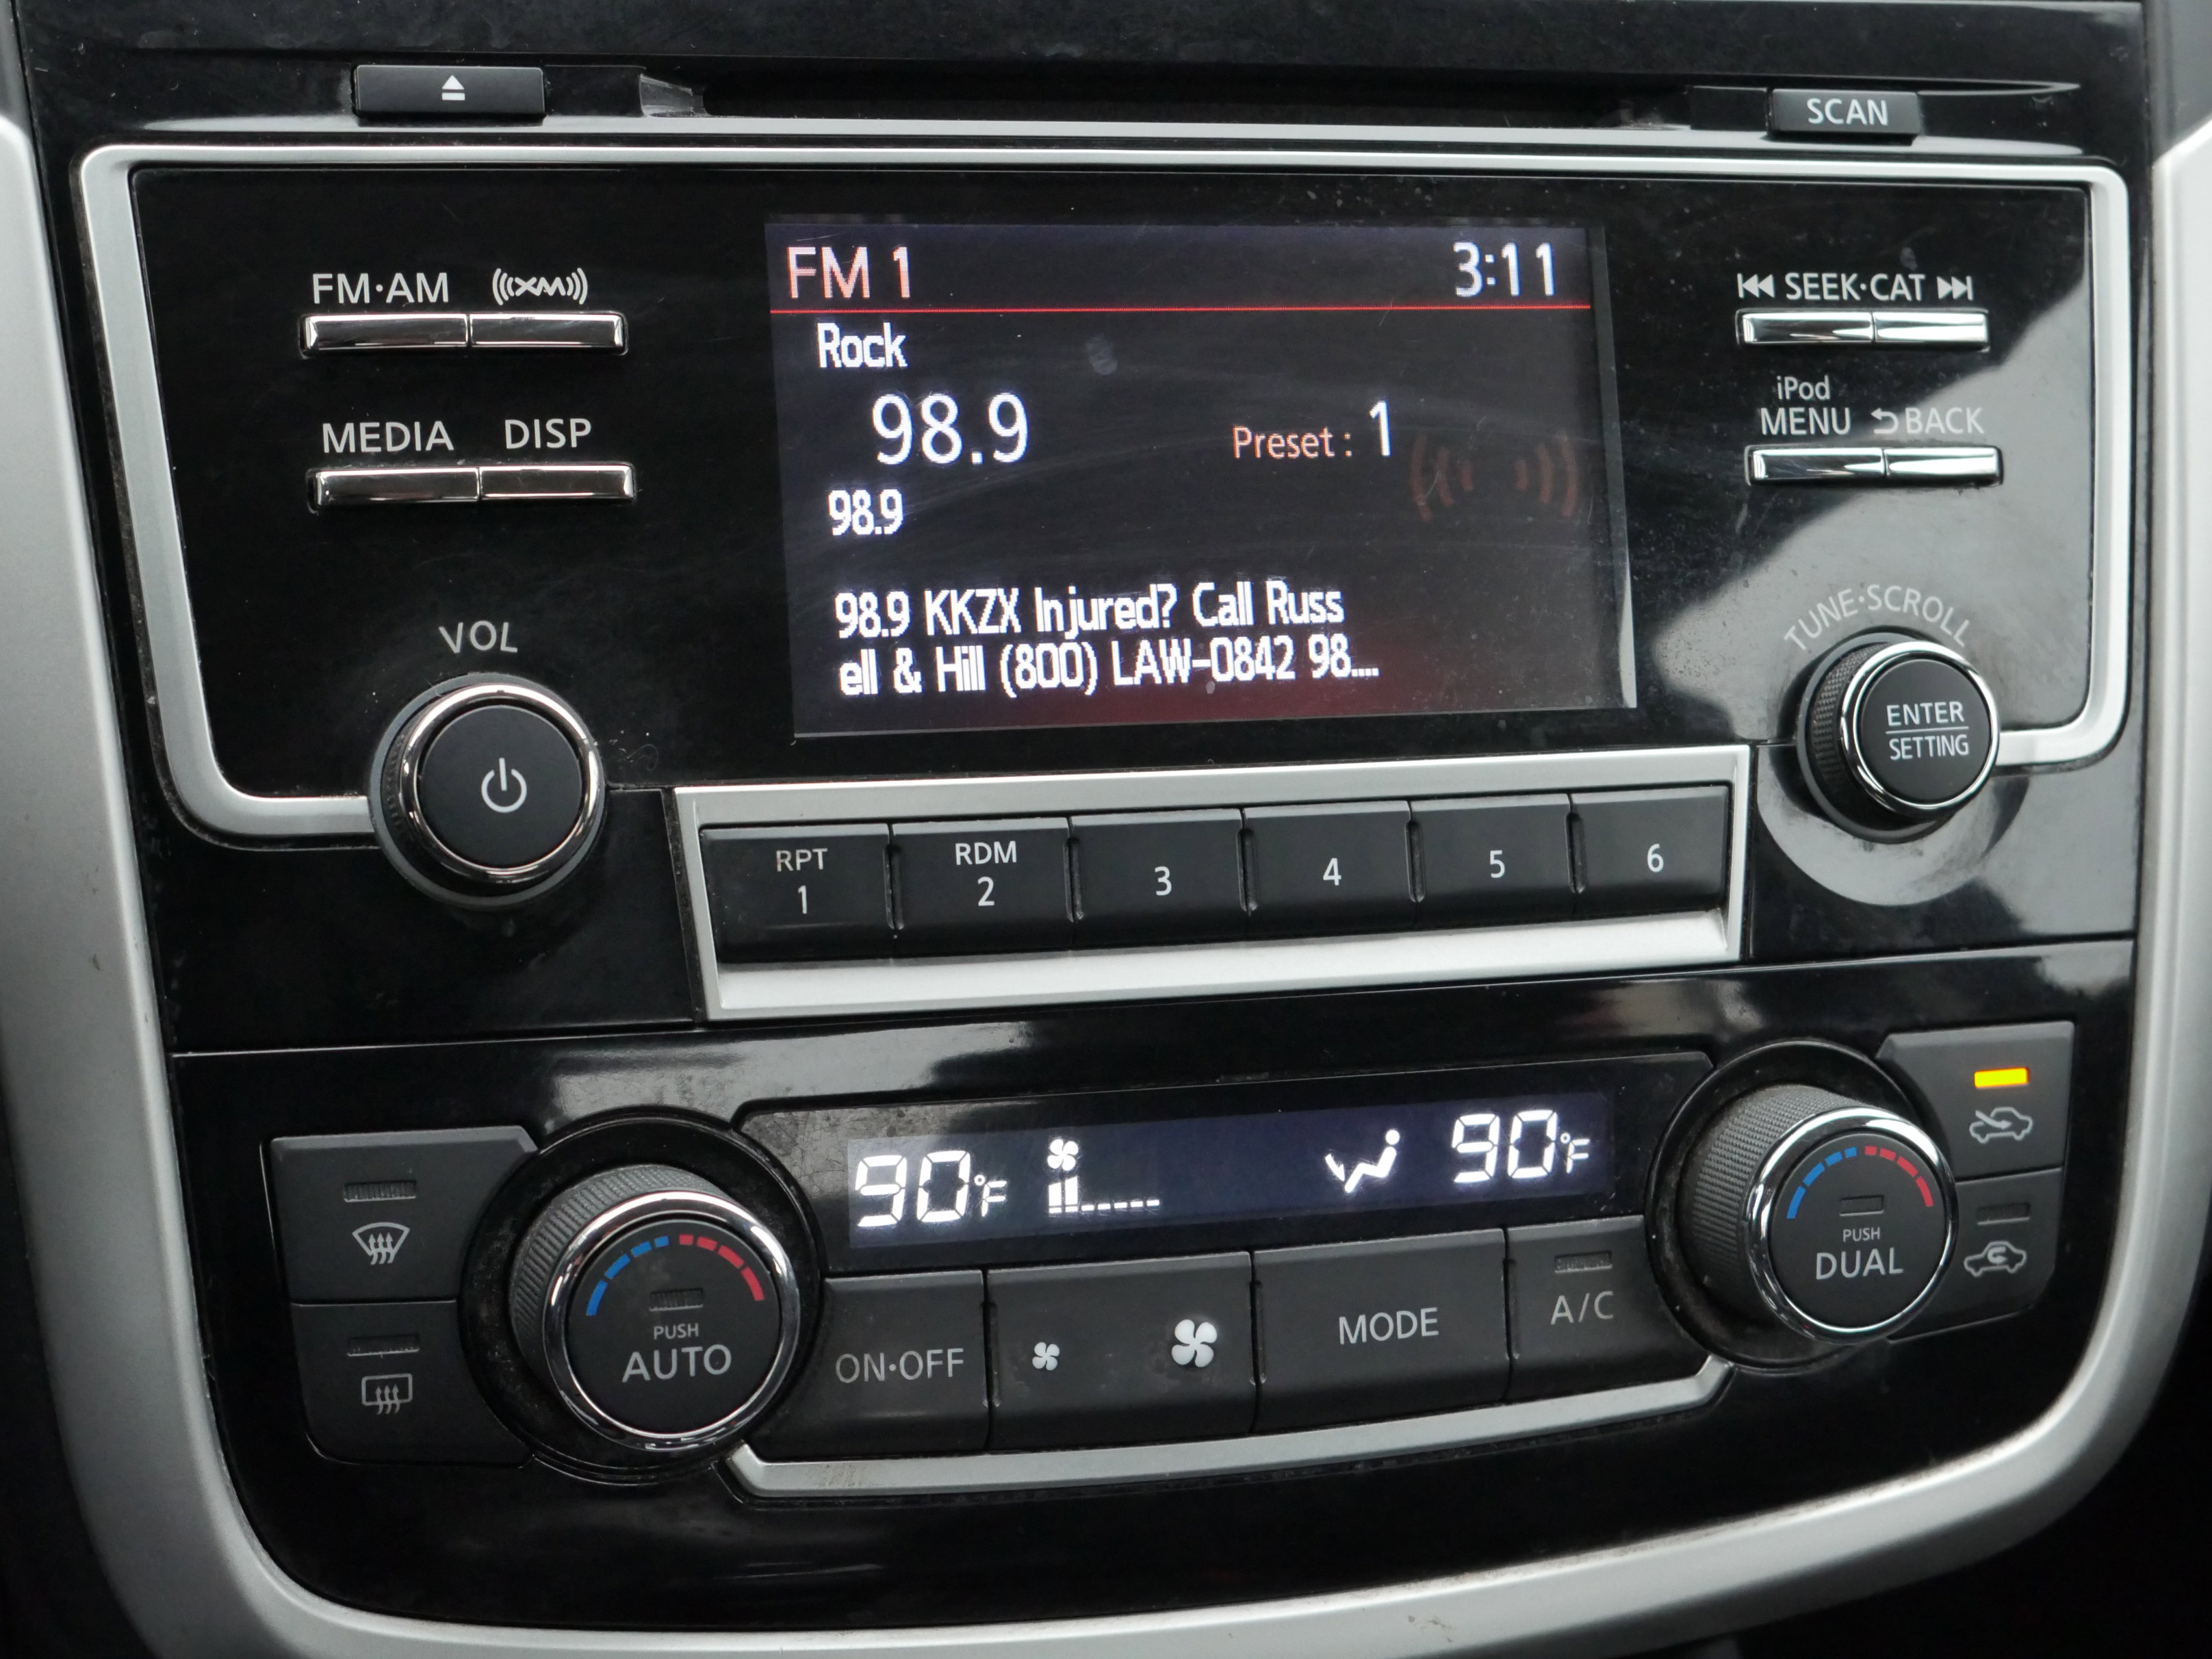 SCAN
FM·AM XM
FM 1 3:11
SEEK·CAT
Rock
iPod
MENU BACK
MEDIA DISP
98.9 Preset : 1
98.9
98.9 KKZX Injured? Call Russ
ell & Hill (800) LAW-0842 98....
VOL
TUNE·SCROLL
ENTER
SETTING
RPT
1
RDM
2
3
4
5
6
90°F
90°F
PUSH
AUTO
ON·OFF
MODE
A/C
PUSH
DUAL